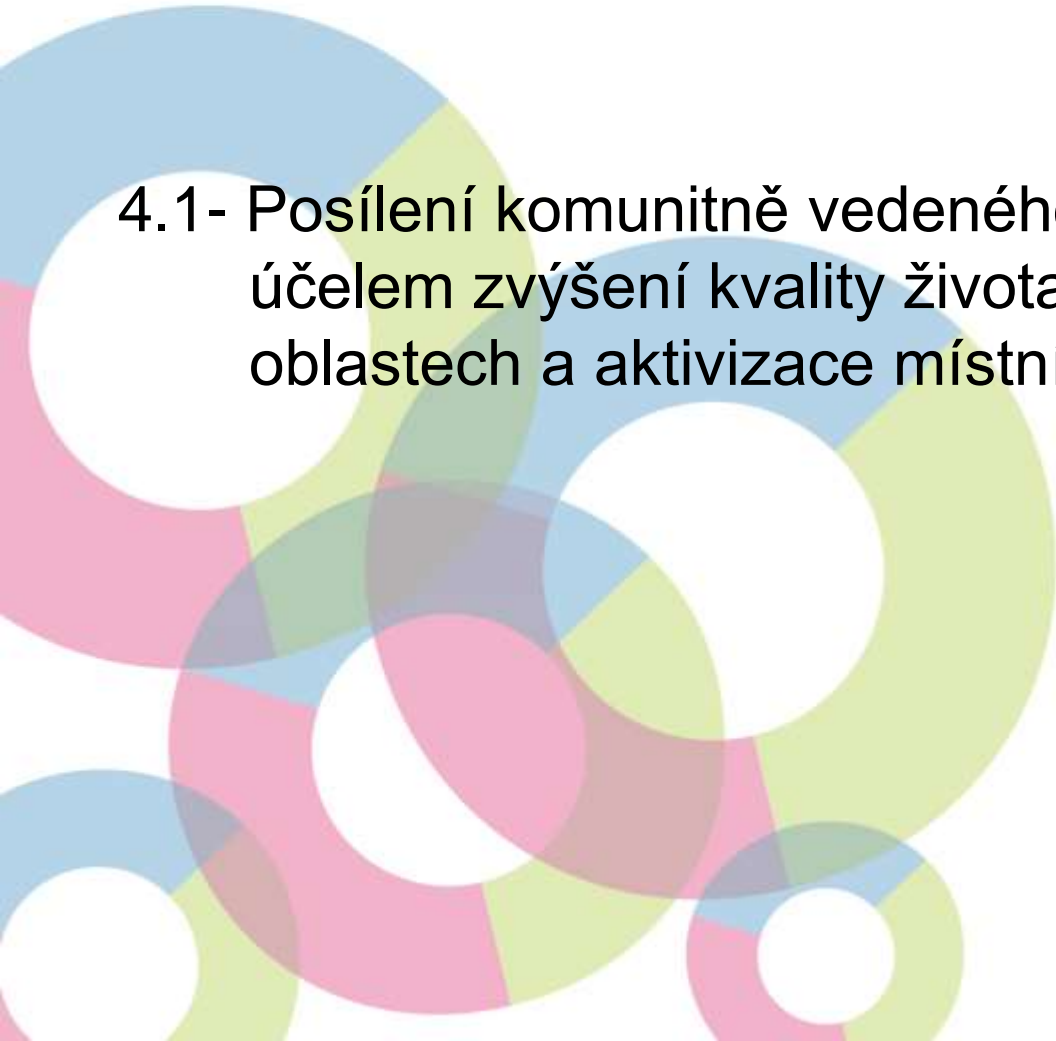 4.1- Posílení komunitně vedeného
účelem zvýšení kvality života
oblastech a aktivizace místní